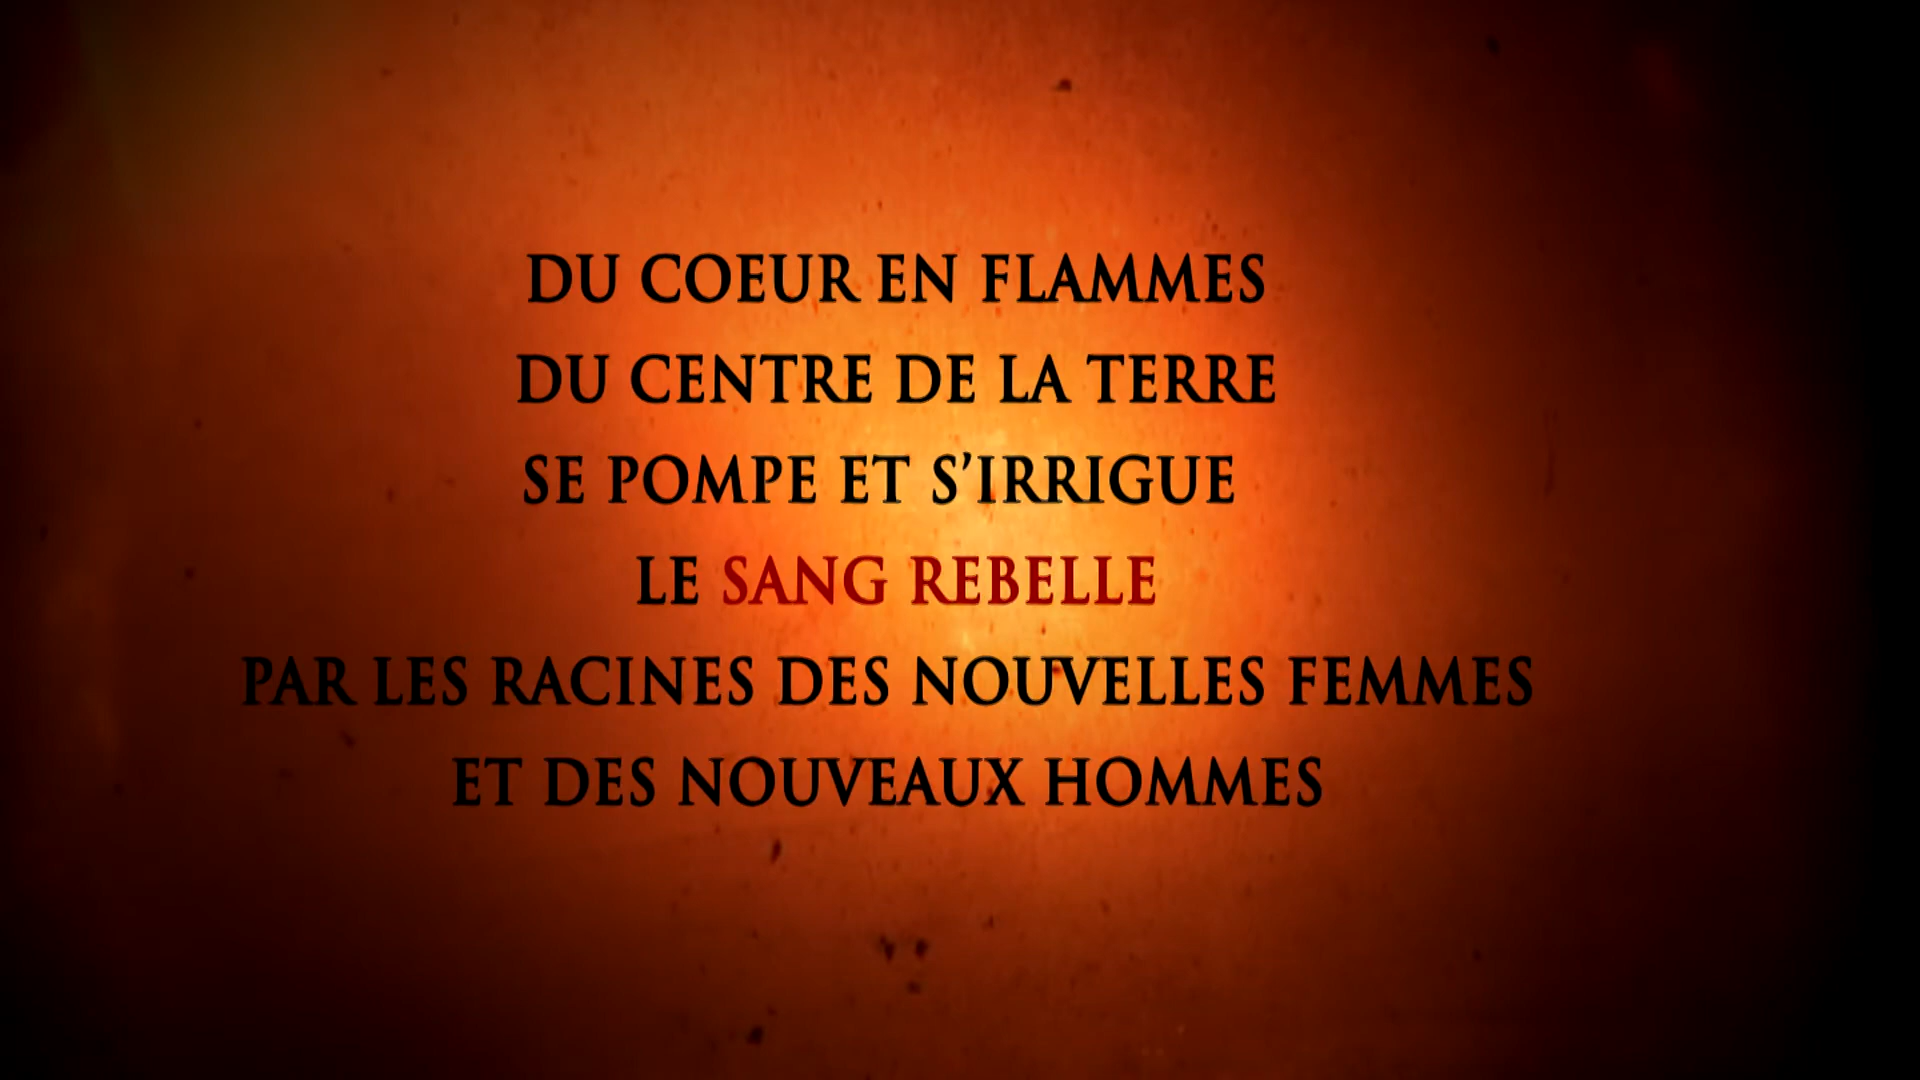 DU COEUR EN FLAMMES
DU CENTRE DE LA TERRE
SE POMPE ET S’IRRIGUE
LE SANG REBELLE
PAR LES RACINES DES NOUVELLES FEMMES
ET DES NOUVEAUX HOMMES